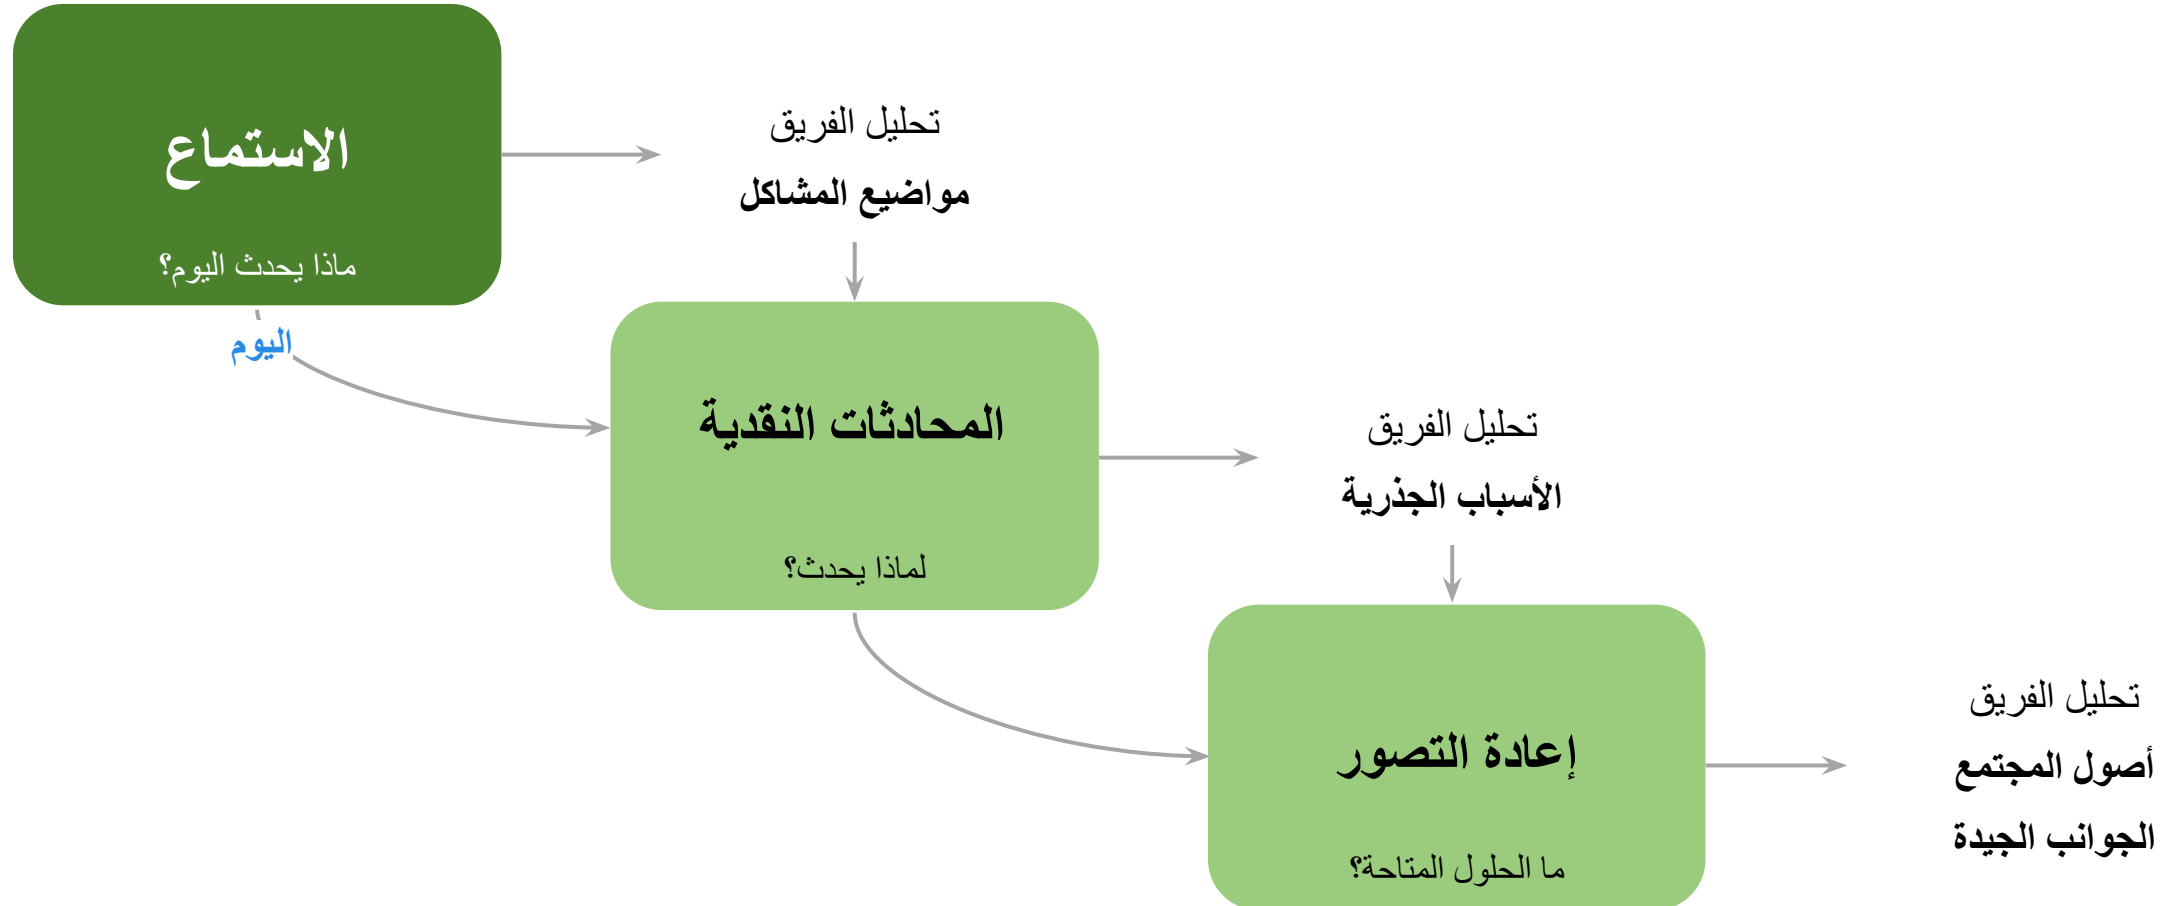 الاستماع
ماذا يحدث اليوم؟
تحليل الفريق
مواضيع المشاكل
اليوم
المحادثات النقدية
لماذا يحدث؟
تحليل الفريق
الأسباب الجذرية
إعادة التصور
ما الحلول المتاحة؟
تحليل الفريق
أصول المجتمع
الجوانب الجيدة